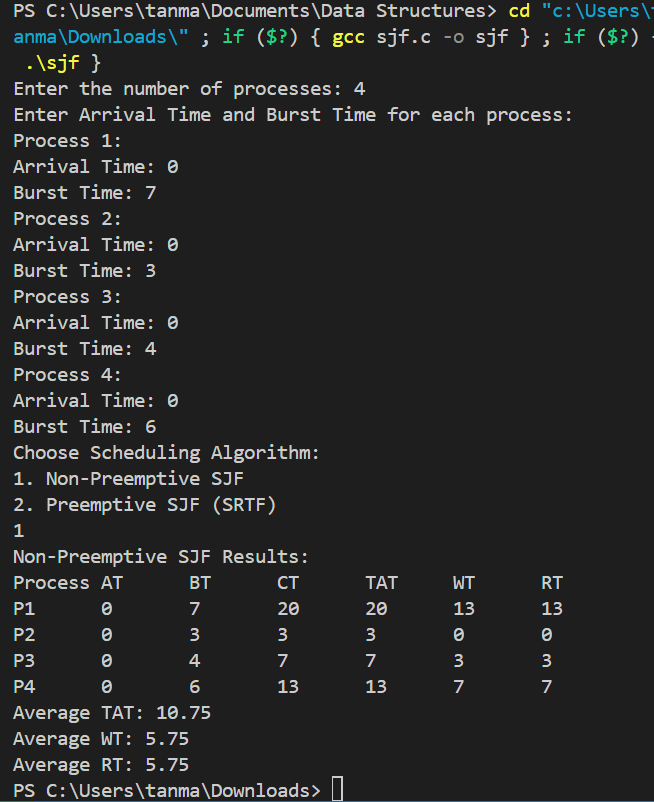 PS C:\Users\tanma\Documents\Data Structures> cd "c:\Users\t
anma\Downloads\" ; if ($?) { gcc sjf.c -o sjf } ; if ($?) {
.\sjf }
Enter the number of processes: 4
Enter Arrival Time and Burst Time for each process:
Process 1:
Arrival Time: 0
Burst Time: 7
Process 2:
Arrival Time: 0
Burst Time: 3
Process 3:
Arrival Time: 0
Burst Time: 4
Process 4:
Arrival Time: 0
Burst Time: 6
Choose Scheduling Algorithm:
1. Non-Preemptive SJF
2. Preemptive SJF (SRTF)
1
Non-Preemptive SJF Results:
Process AT BT CT TAT WT RT
P1 0 7 20 20 13 13
P2 0 3 3 3 0 0
P3 0 4 7 7 3 3
P4 0 6 13 13 7 7
Average TAT: 10.75
Average WT: 5.75
Average RT: 5.75
PS C:\Users\tanma\Downloads>